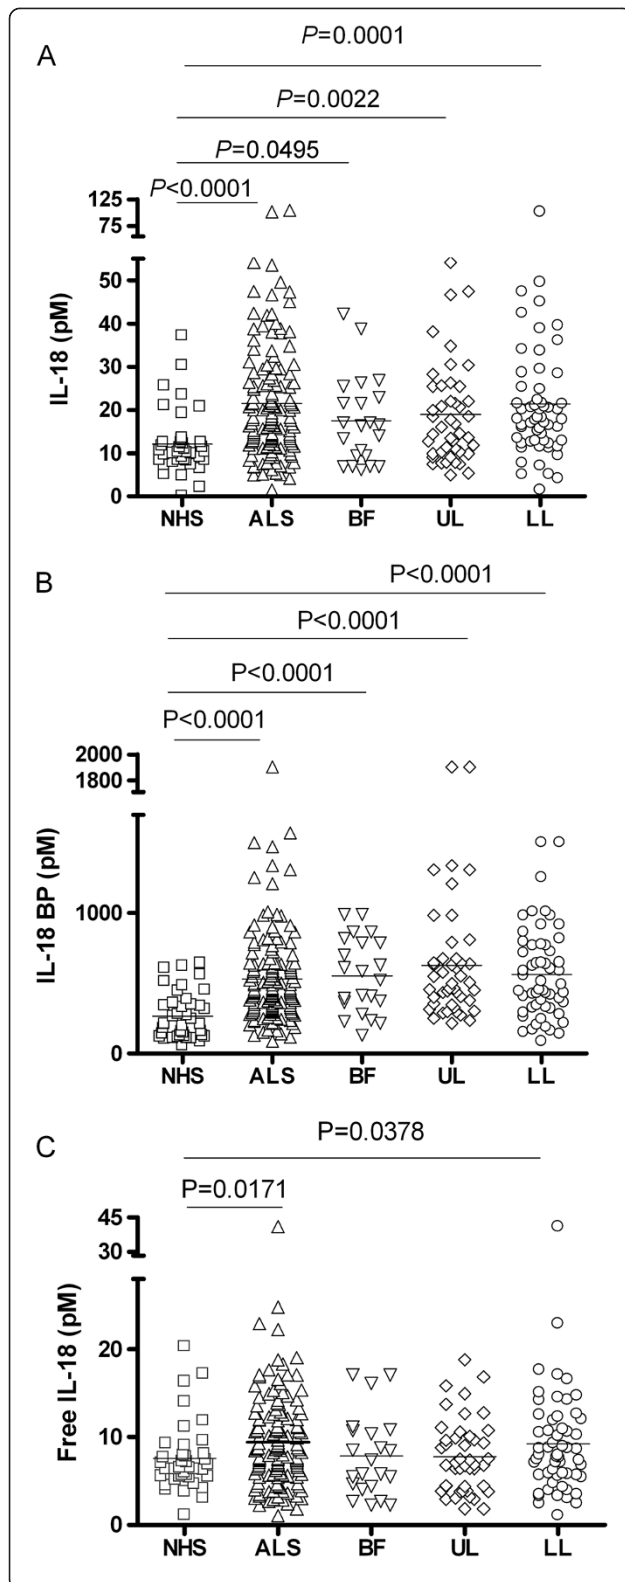 A
P=0.0001
P=0.0022
P=0.0495
P<0.0001
125
75
50
40
30
20
10
0
IL-18 (pM)
NHS ALS BF UL LL
B
P<0.0001
P<0.0001
P<0.0001
P<0.0001
2000
1800
1000
0
IL-18 BP (pM)
NHS ALS BF UL LL
C
P=0.0378
P=0.0171
45
30
20
10
0
Free IL-18 (pM)
NHS ALS BF UL LL